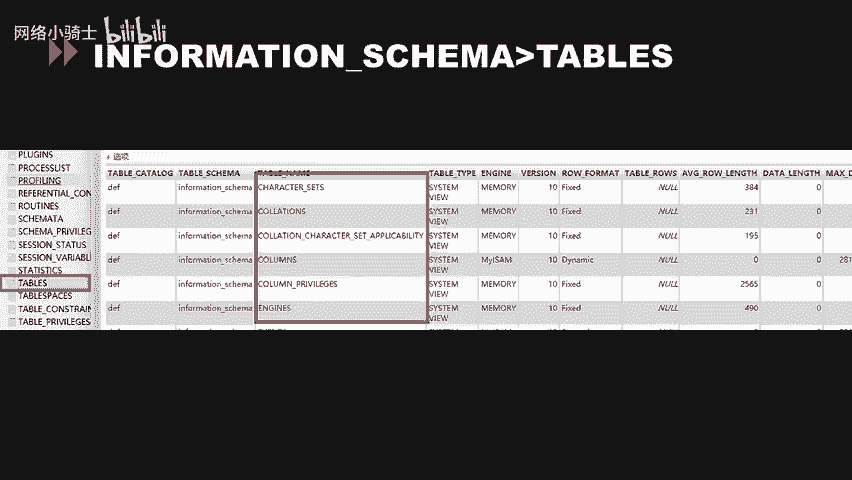 网络小骑士 bilibili
INFORMATION_SCHEMA>TABLES
PLUGINS
PROCESSLIST
PROFILING
REFERENTIAL_CON
ROUTINES
SCHEMATA
SCHEMA_PRIVILEG
SESSION_STATUS
SESSION_VARIABL
STATISTICS
TABLES
TABLESPACES
TABLE_CONSTRAIN
TABLE_PRIVILEGES
+ 选项
TABLE_CATALOG TABLE_SCHEMA TABLE_NAME TABLE_TYPE ENGINE VERSION ROW_FORMAT TABLE_ROWS AVG_ROW_LENGTH DATA_LENGTH MAX_D
def information_schema CHARACTER_SETS SYSTEM VIEW MEMORY 10 Fixed NULL 384 0
def information_schema COLLATIONS SYSTEM VIEW MEMORY 10 Fixed NULL 231 0
def information_schema COLLATION_CHARACTER_SET_APPLICABILITY SYSTEM VIEW MEMORY 10 Fixed NULL 195 0
def information_schema COLUMNS SYSTEM VIEW MyISAM 10 Dynamic NULL 0 0 281
def information_schema COLUMN_PRIVILEGES SYSTEM VIEW MEMORY 10 Fixed NULL 2565 0
def information_schema ENGINES SYSTEM VIEW MEMORY 10 Fixed NULL 490 0